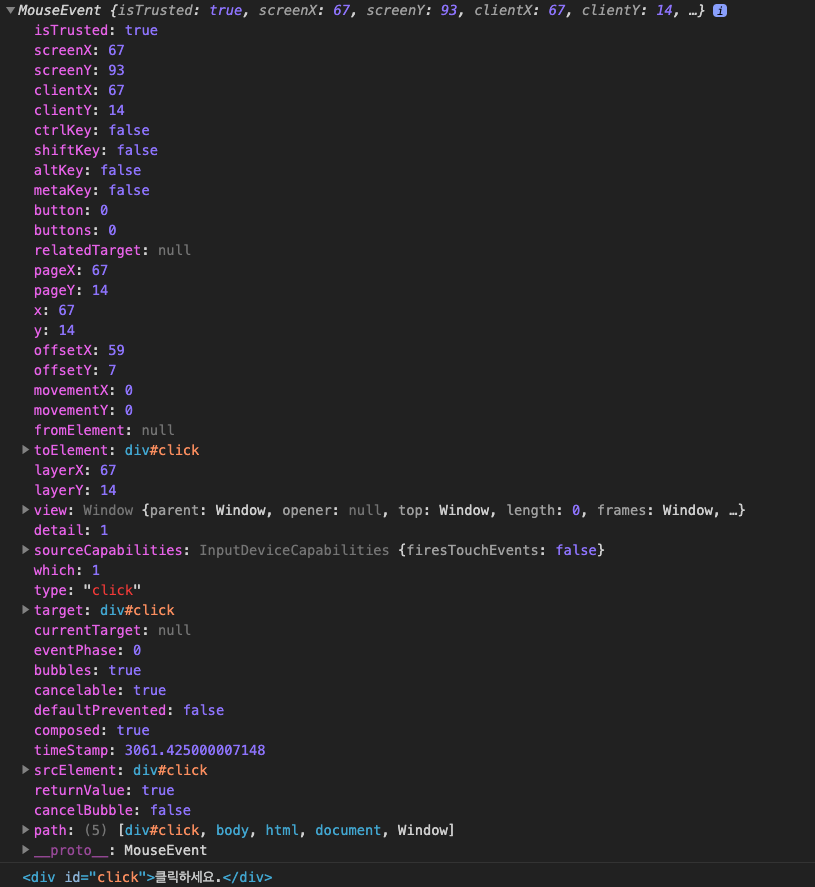 ▼MouseEvent {isTrusted: true, screenX: 67, screenY: 93, clientX: 67, clientY: 14, …} i
isTrusted: true
screenX: 67
screenY: 93
clientX: 67
clientY: 14
ctrlKey: false
shiftKey: false
altKey: false
metaKey: false
button: 0
buttons: 0
relatedTarget: null
pageX: 67
pageY: 14
x: 67
y: 14
offsetX: 59
offsetY: 7
movementX: 0
movementY: 0
fromElement: null
▶toElement: div#click
layerX: 67
layerY: 14
▶view: Window {parent: Window, opener: null, top: Window, length: 0, frames: Window, …}
detail: 1
▶sourceCapabilities: InputDeviceCapabilities {firesTouchEvents: false}
which: 1
type: "click"
▶target: div#click
currentTarget: null
eventPhase: 0
bubbles: true
cancelable: true
defaultPrevented: false
composed: true
timeStamp: 3061.425000007148
▶srcElement: div#click
returnValue: true
cancelBubble: false
▶path: (5) [div#click, body, html, document, Window]
▶__proto__: MouseEvent
<div id="click">클릭하세요.</div>